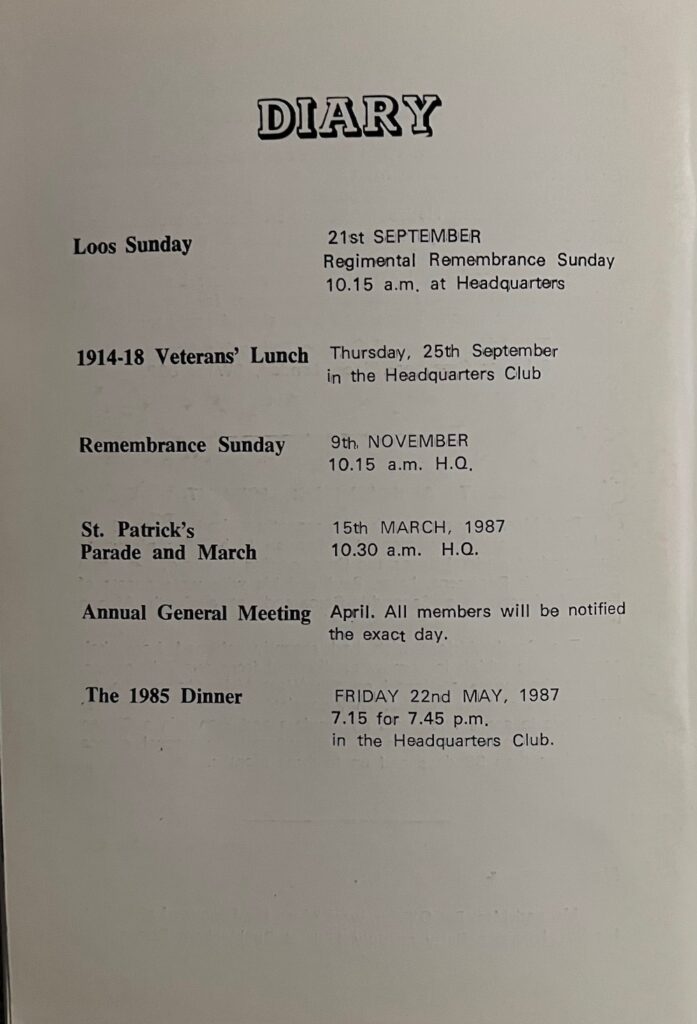 DIARY
Loos Sunday
21st SEPTEMBER
Regimental Remembrance Sunday
10.15 a.m. at Headquarters
1914-18 Veterans' Lunch
Thursday, 25th September
in the Headquarters Club
Remembrance Sunday
9th NOVEMBER
10.15 a.m. H.Q.
St. Patrick's
Parade and March
15th MARCH, 1987
10.30 a.m. H.Q.
Annual General Meeting
April. All members will be notified
the exact day.
The 1985 Dinner
FRIDAY 22nd MAY, 1987
7.15 for 7.45 p.m.
in the Headquarters Club.